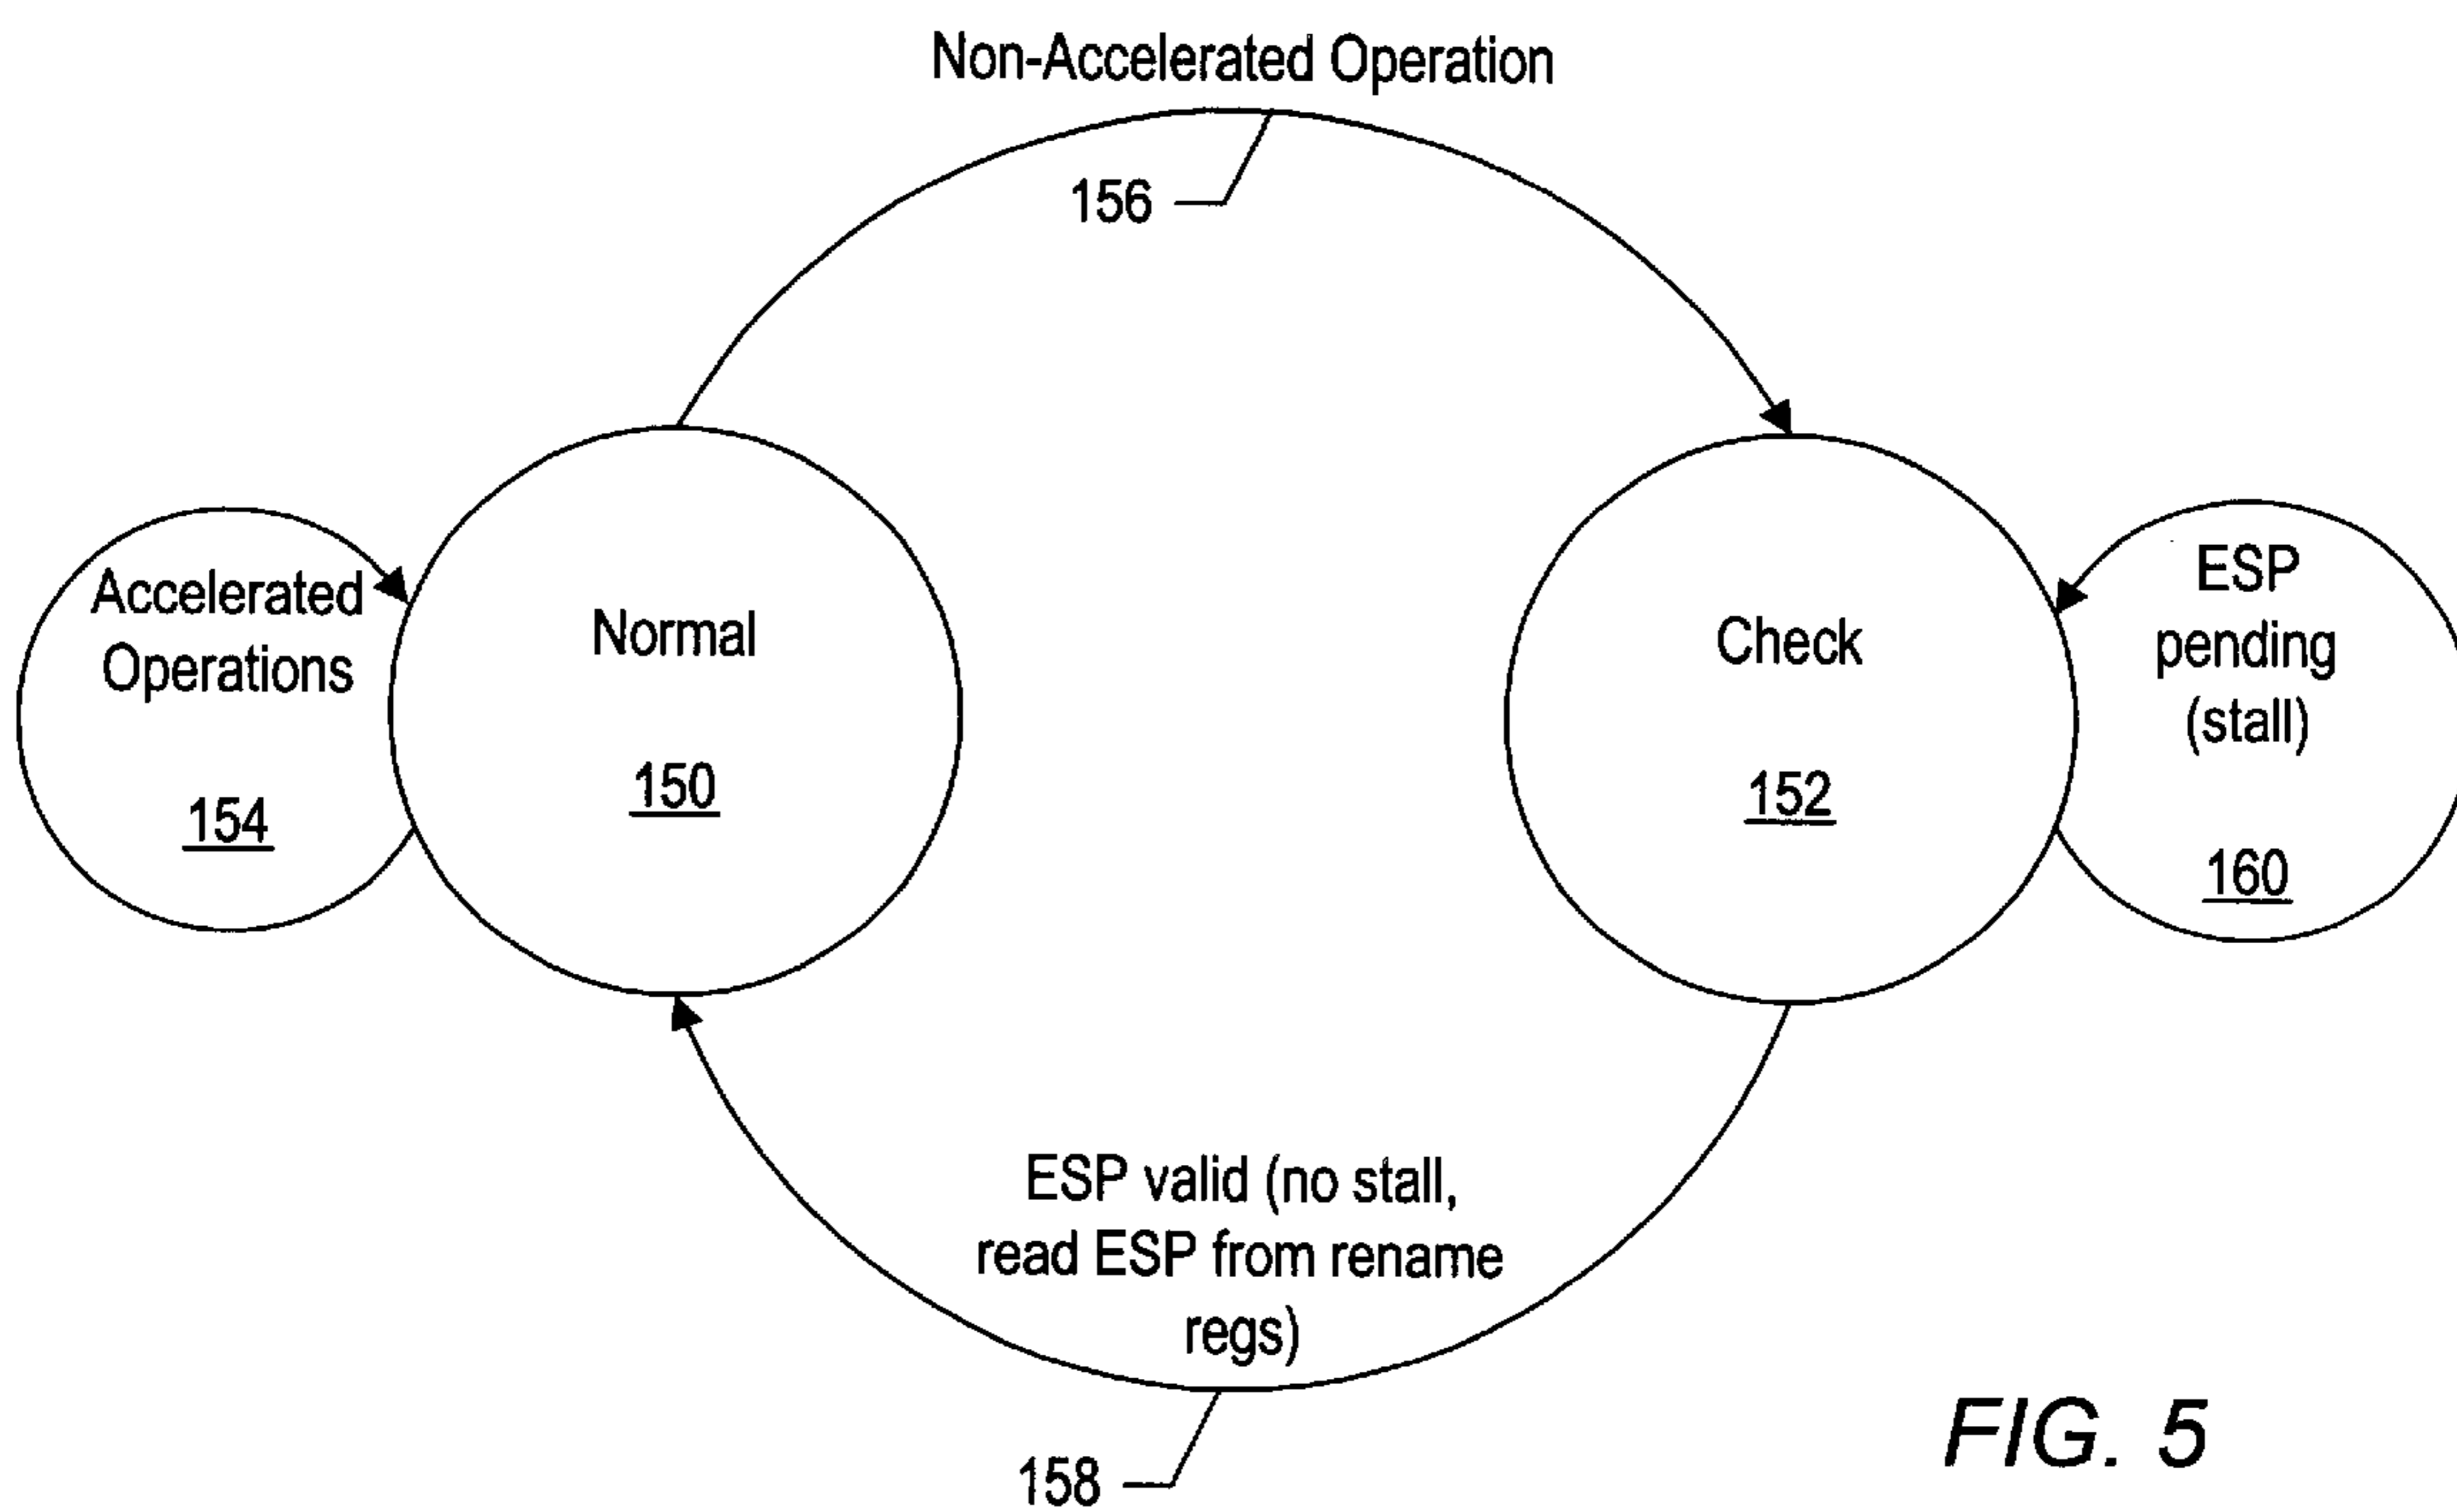 Non-Accelerated Operation
156
Accelerated
Operations
154
Normal
150
Check
152
ESP
pending
(stall)
160
ESP valid (no stall,
read ESP from rename
regs)
158
FIG. 5